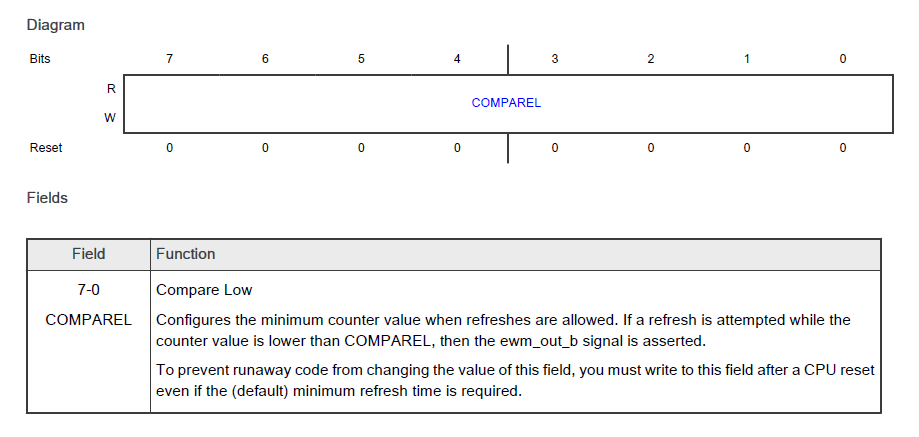 Diagram
Bits 7 6 5 4 3 2 1 0
R
COMPAREL
W
Reset 0 0 0 0 0 0 0 0
Fields
Field Function
7-0 Compare Low
COMPAREL Configures the minimum counter value when refreshes are allowed. If a refresh is attempted while the
counter value is lower than COMPAREL, then the ewm_out_b signal is asserted.
To prevent runaway code from changing the value of this field, you must write to this field after a CPU reset
even if the (default) minimum refresh time is required.